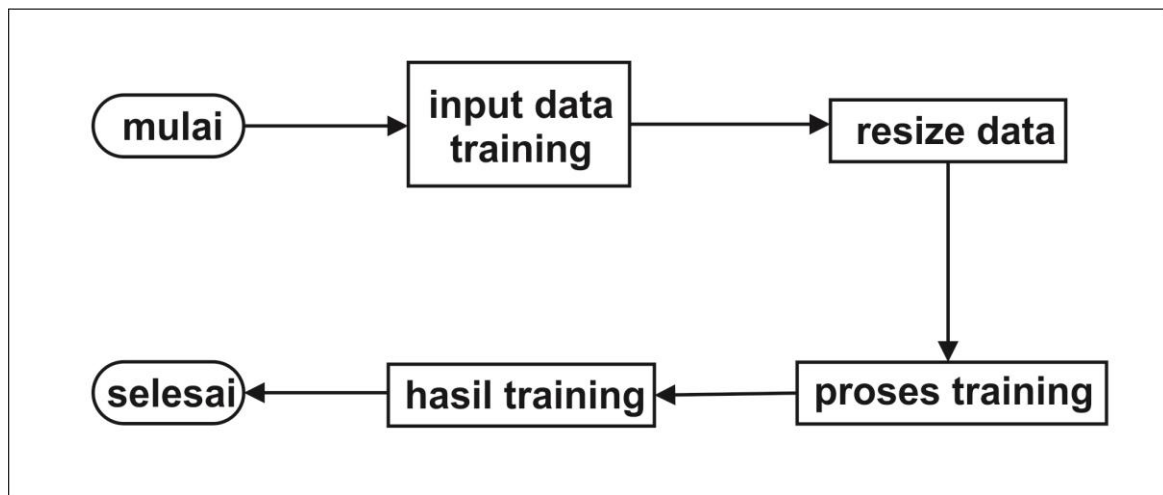 mulai
input data
training
resize data
proses training
hasil training
selesai